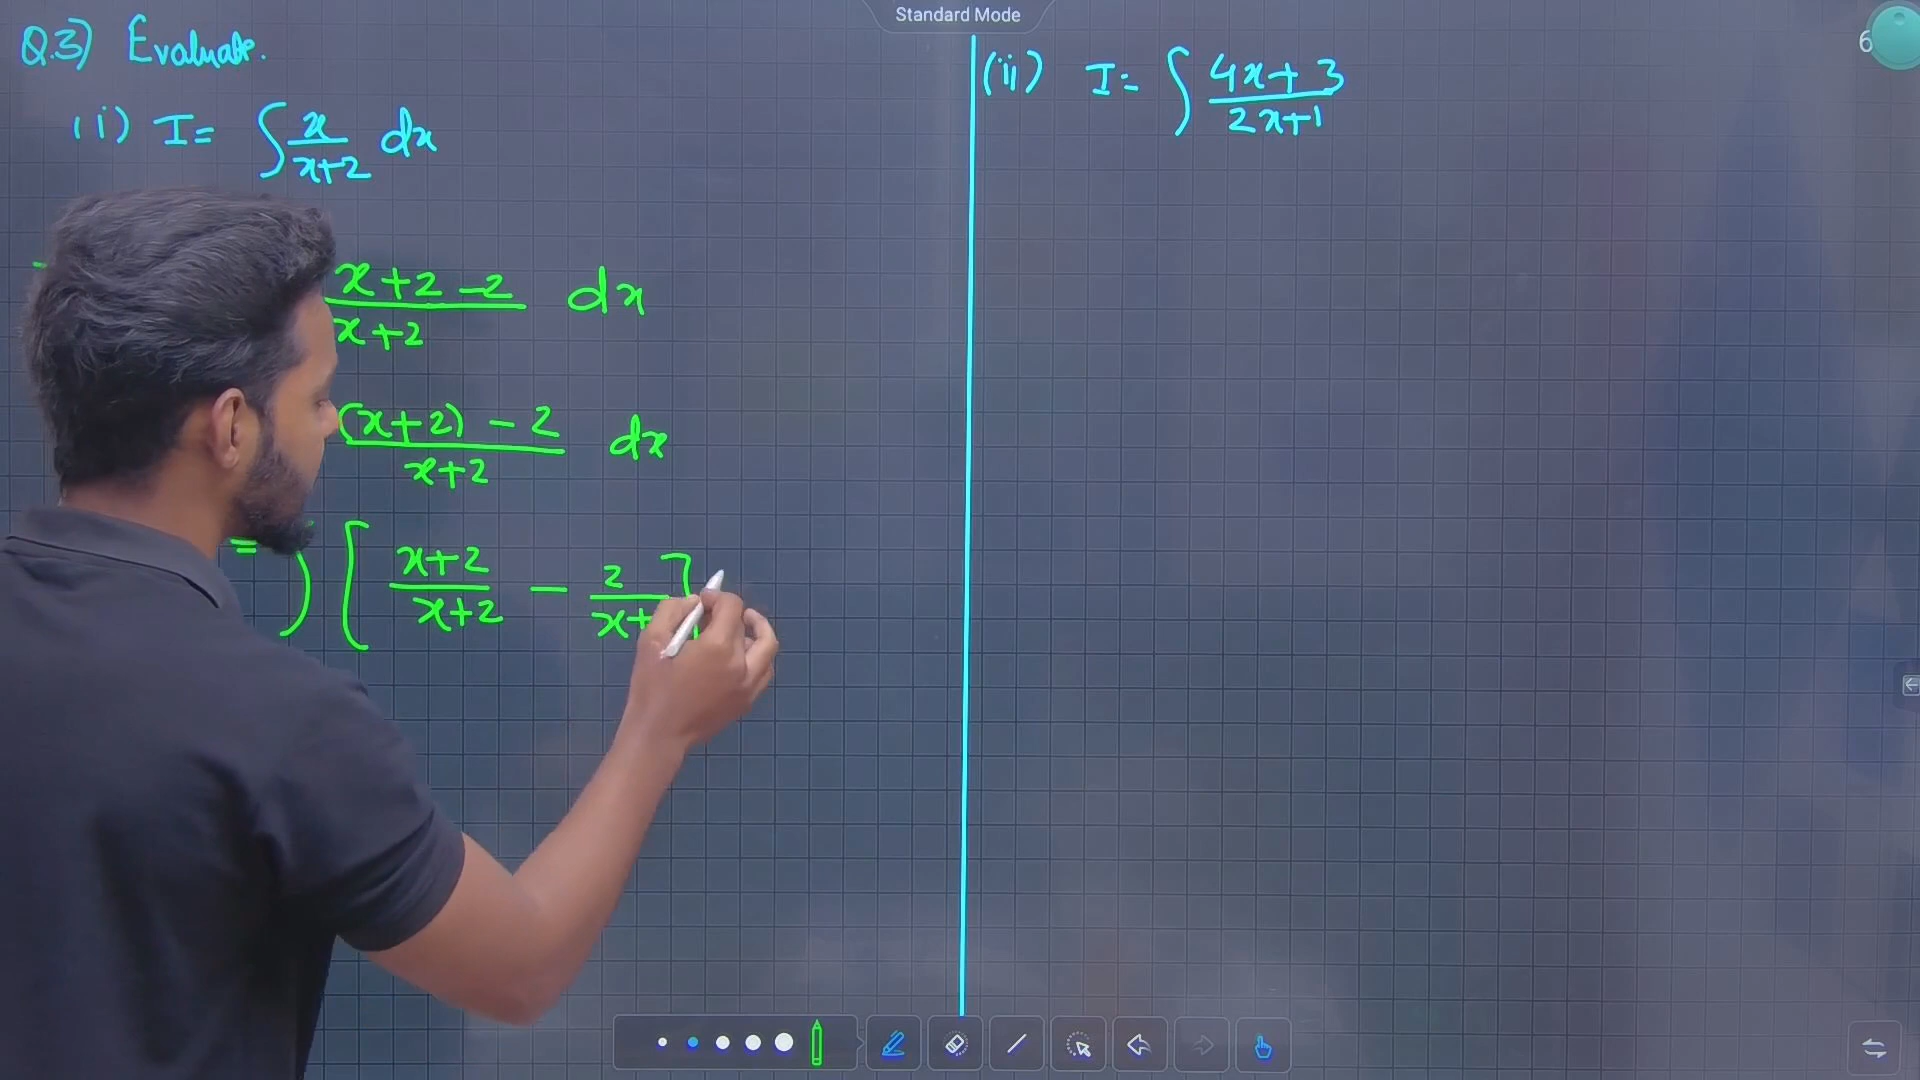 Standard Mode
6
Q.3) Evaluate.
(i) I = ∫ x/x+2 dx
x+2-2/x+2 dx
(x+2)-2/x+2 dx
= ∫ [ x+2/x+2 - 2/x+ ]
(ii) I = ∫ 4x+3/2x+1